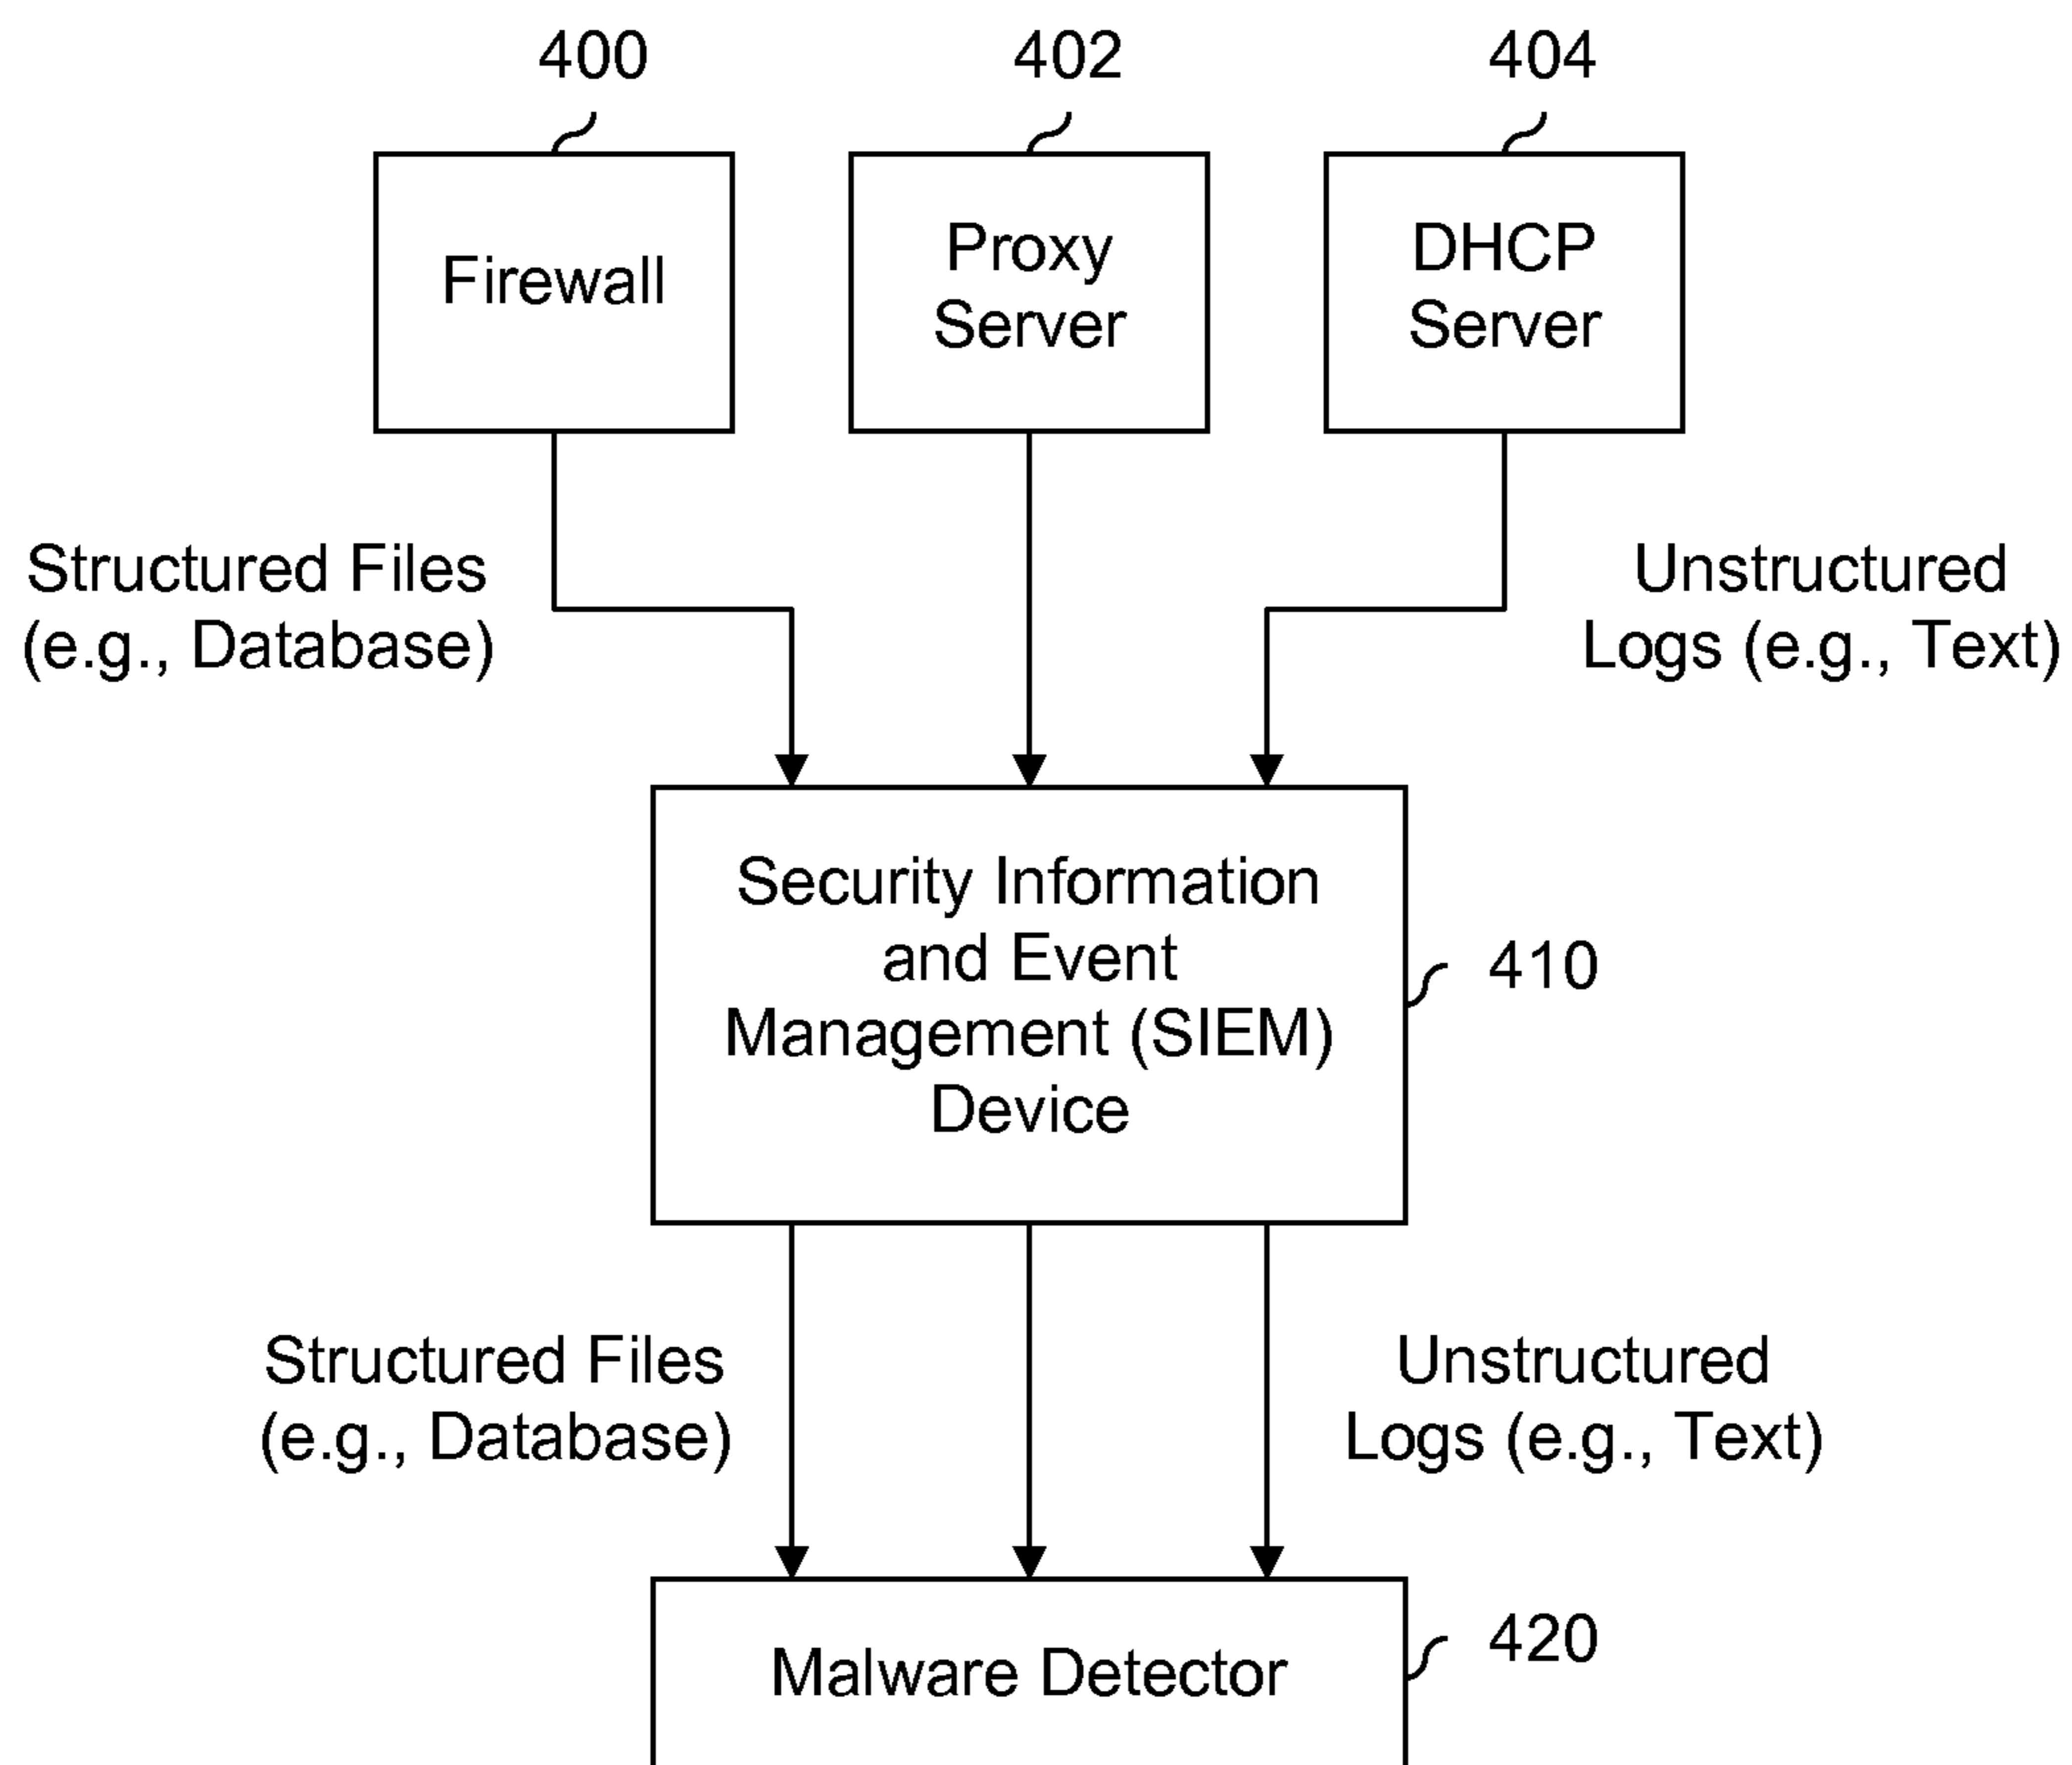 400
402
404
Firewall
Proxy
Server
DHCP
Server
Structured Files
(e.g., Database)
Unstructured
Logs (e.g., Text)
Security Information
and Event
Management (SIEM)
Device
410
Structured Files
(e.g., Database)
Unstructured
Logs (e.g., Text)
Malware Detector
420